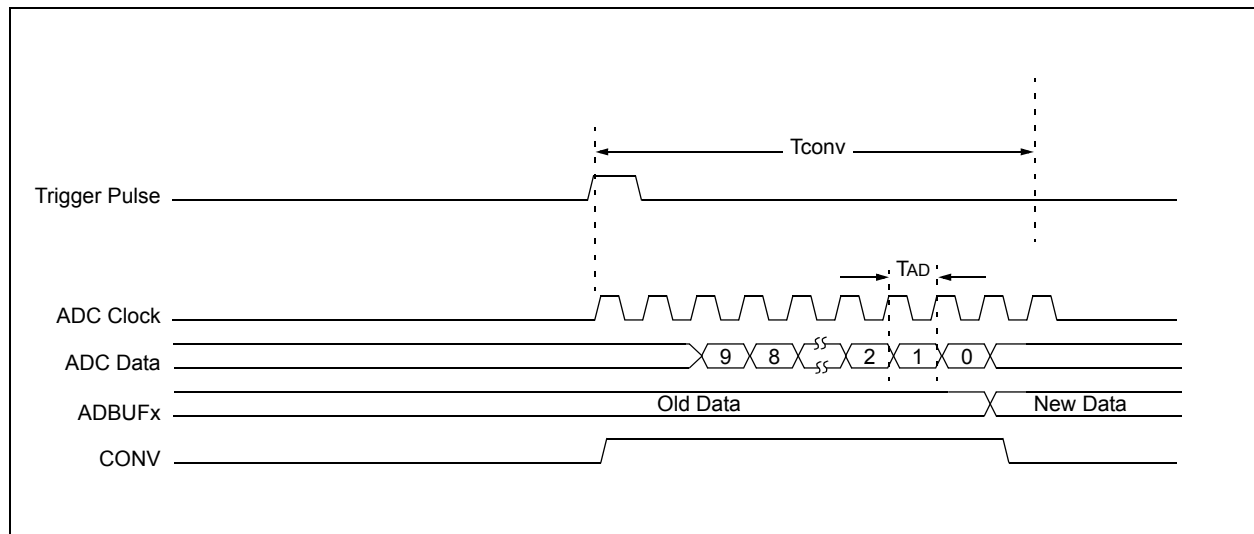 Tconv
Trigger Pulse
TAD
ADC Clock
ADC Data
9 8 2 1 0
ADBUFx
Old Data
New Data
CONV